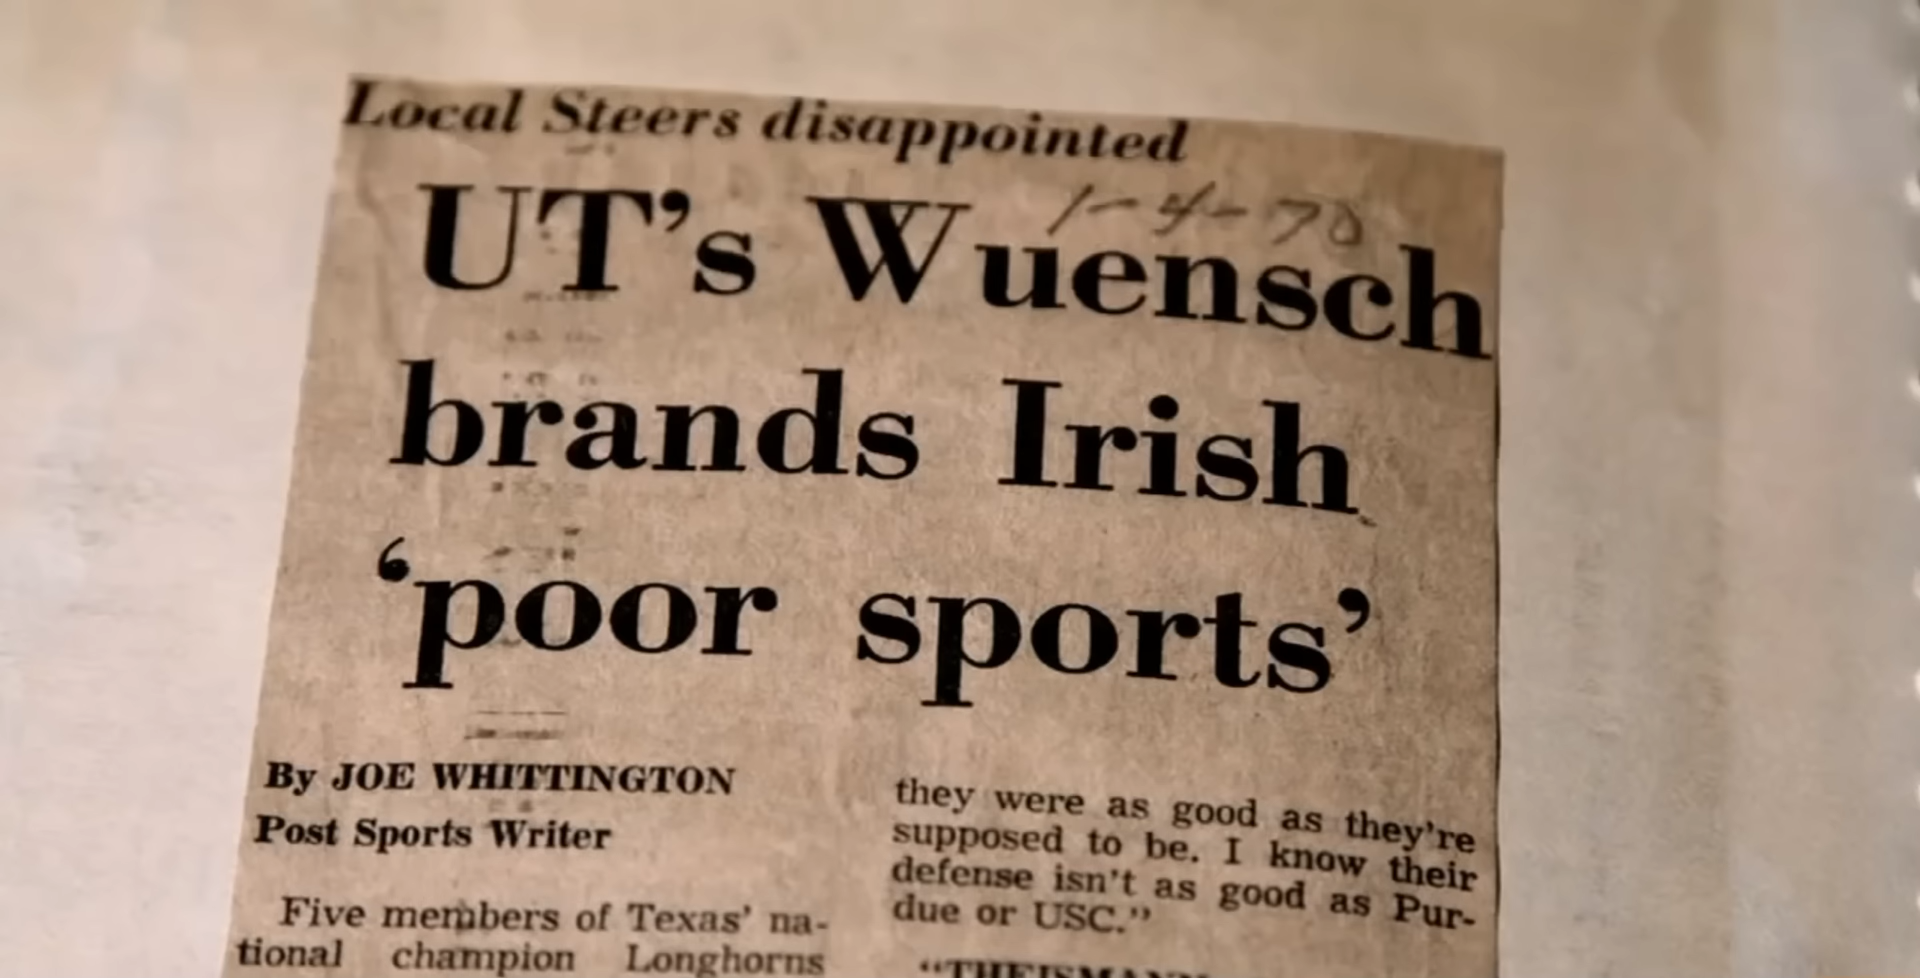 Local Steers disappointed
1-4-70
UT's Wuensch
brands Irish
'poor sports'
By JOE WHITTINGTON
Post Sports Writer
Five members of Texas' na-
tional champion Longhorns
they were as good as they're
supposed to be. I know their
defense isn't as good as Pur-
due or USC."
"THEISMANN